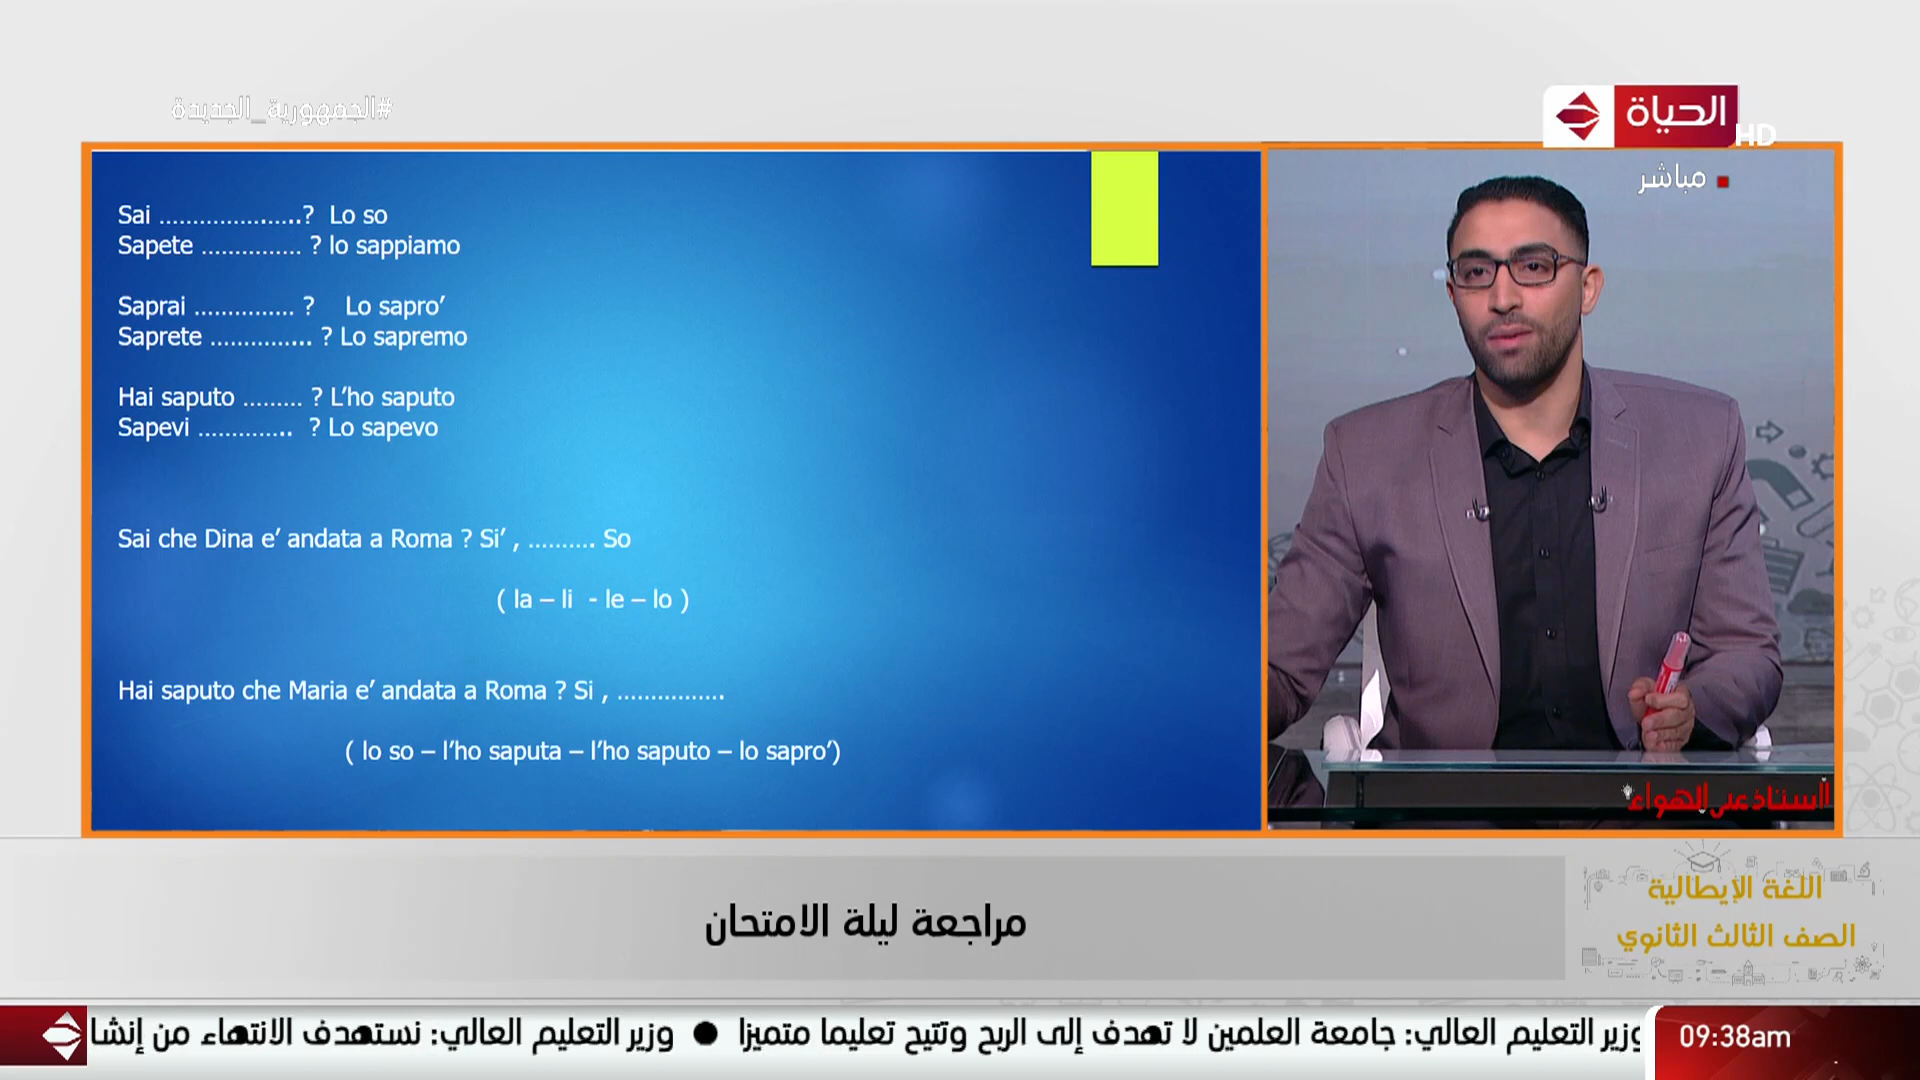 #الجمهورية_الجديدة
الحياة
HD
مباشر
Sai .....................? Lo so
Sapete ............... ? lo sappiamo
Saprai ............... ? Lo sapro’
Saprete ............... ? Lo sapremo
Hai saputo ......... ? L’ho saputo
Sapevi .............. ? Lo sapevo
Sai che Dina e’ andata a Roma ? Si’ , .......... So
( la – li - le – lo )
Hai saputo che Maria e’ andata a Roma ? Si , ................
( lo so – l’ho saputa – l’ho saputo – lo sapro’)
الستاذ على الهواء
مراجعة ليلة الامتحان
اللغة الإيطالية
الصف الثالث الثانوي
وزير التعليم العالي: جامعة العلمين لا تهدف إلى الربح وتتيح تعليما متميزا ● وزير التعليم العالي: نستهدف الانتهاء من إنشا
09:38am